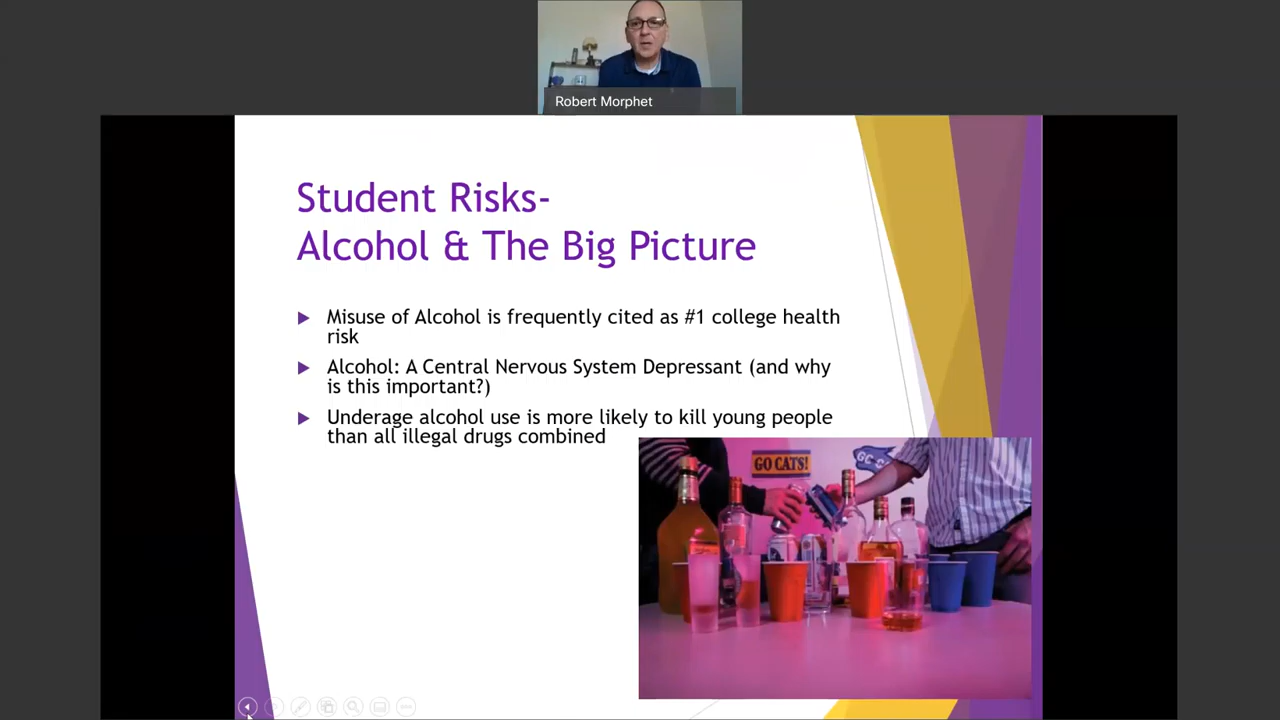 Robert Morphet
Student Risks-
Alcohol & The Big Picture
Misuse of Alcohol is frequently cited as #1 college health
risk
Alcohol: A Central Nervous System Depressant (and why
is this important?)
Underage alcohol use is more likely to kill young people
than all illegal drugs combined
GO CATS!